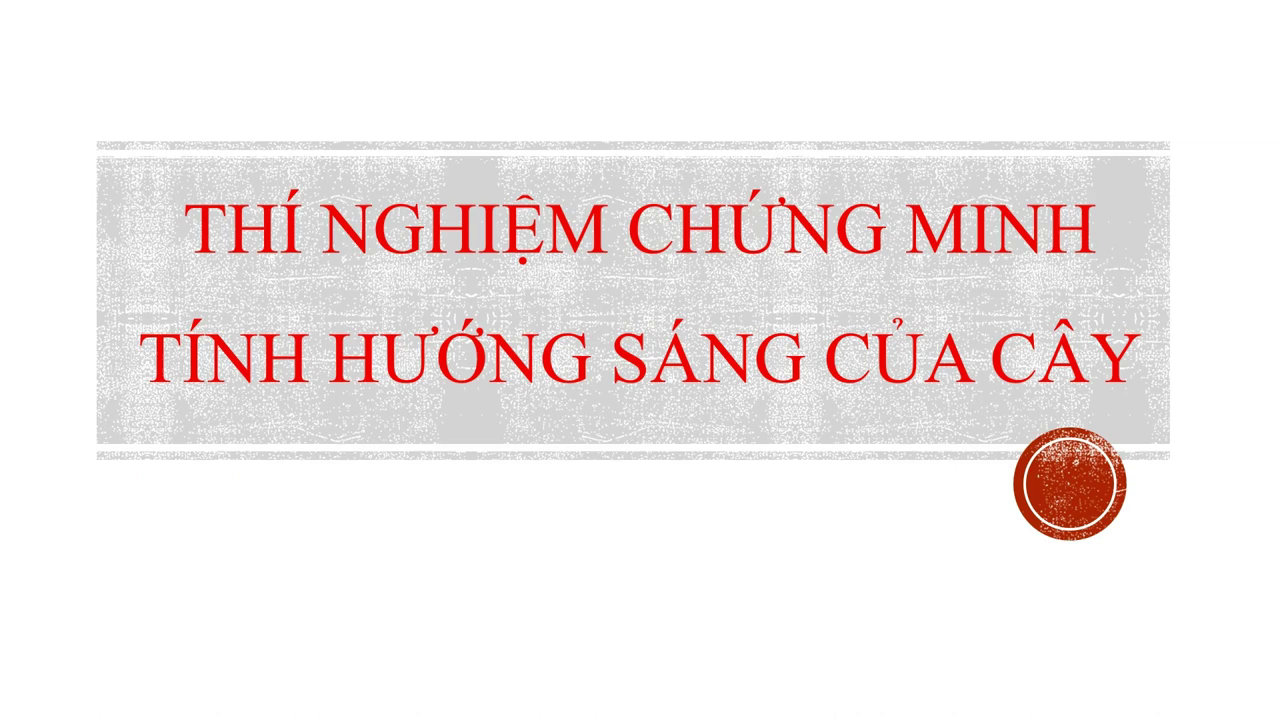 THÍ NGHIỆM CHỨNG MINH
TÍNH HƯỚNG SÁNG CỦA CÂY